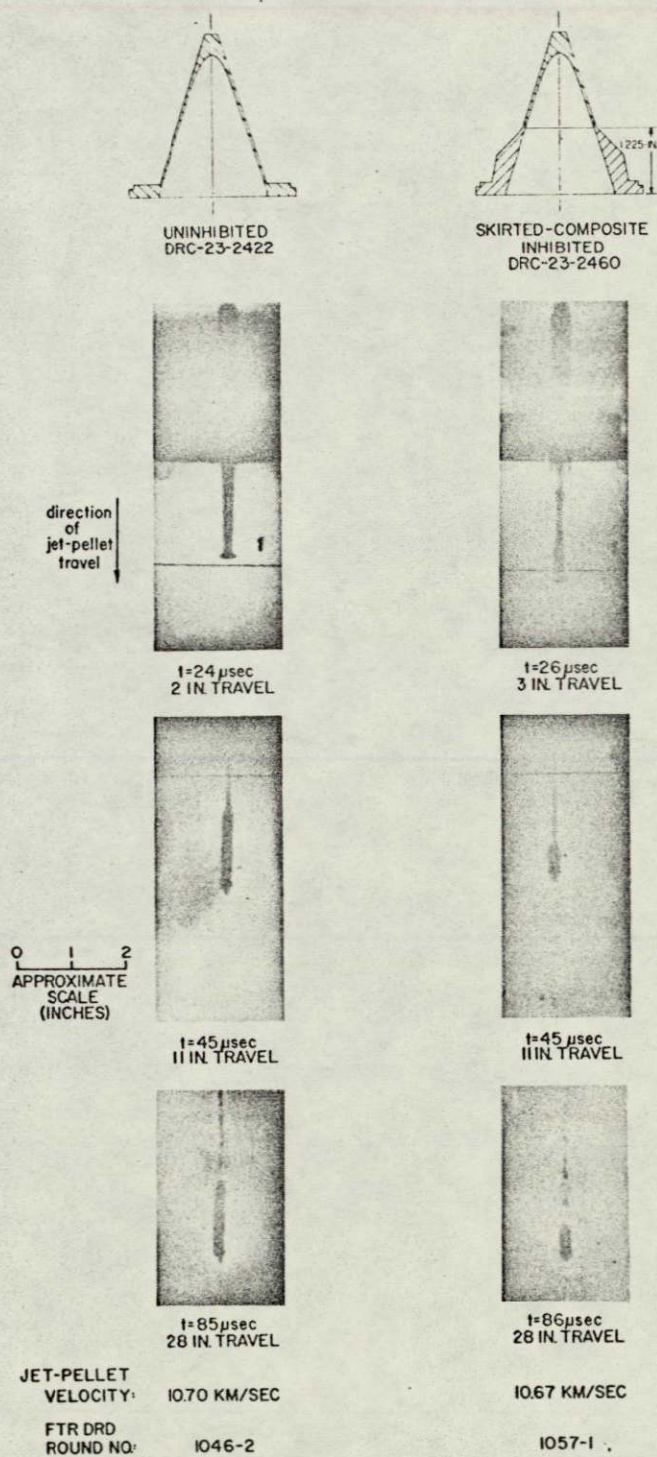 1.225 IN.
UNINHIBITED
DRC-23-2422
SKIRTED-COMPOSITE
INHIBITED
DRC-23-2460
direction
of
jet-pellet
travel
1
t=24 µsec
2 IN. TRAVEL
t=26 µsec
3 IN. TRAVEL
0 1 2
APPROXIMATE
SCALE
(INCHES)
t=45 µsec
11 IN. TRAVEL
t=45 µsec
11 IN. TRAVEL
t=85 µsec
28 IN. TRAVEL
t=86 µsec
28 IN. TRAVEL
JET-PELLET
VELOCITY: 10.70 KM/SEC 10.67 KM/SEC
FTR DRD
ROUND NO: 1046-2 1057-1